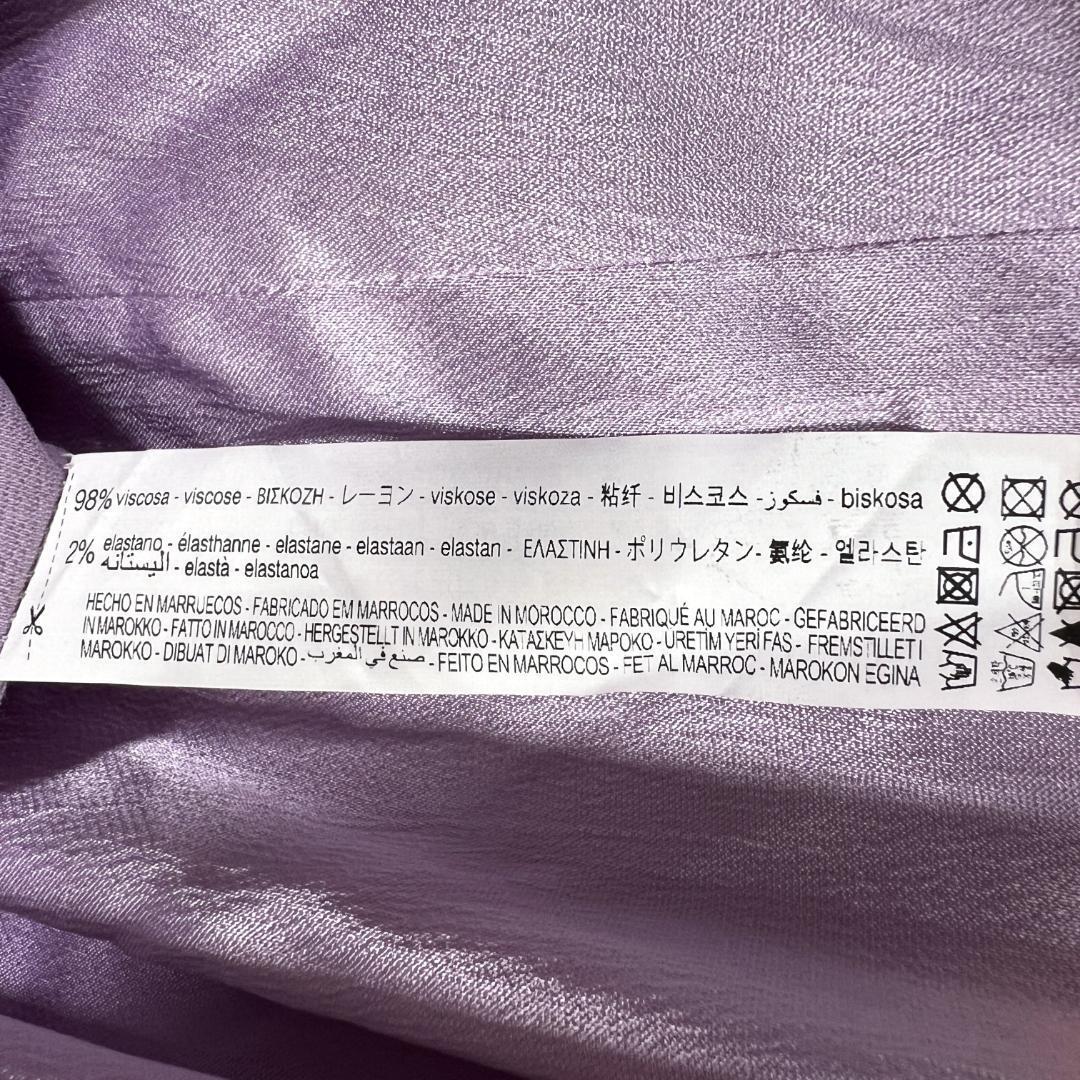 98% viscosa - viscose - ΒΙΣΚΟΖΗ - レーヨン - viskose - viskoza - 粘纤 - 비스코스 - فسكوز - biskosa
2% elastano - élasthanne - elastane - elastaan - elastan - ΕΛΑΣΤΙΝΗ - ポリウレタン - 氨纶 - 엘라스탄
اليستانه - elastà - elastanoa
HECHO EN MARRUECOS - FABRICADO EM MARROCOS - MADE IN MOROCCO - FABRIQUÉ AU MAROC - GEFABRICEERD
IN MAROKKO - FATTO IN MAROCCO - HERGESTELLT IN MAROKKO - ΚΑΤΑΣΚΕΥΗ ΜΑΡΟΚΟ - ÜRETİM YERİ FAS - FREMSTILLET I
MAROKKO - DIBUAT DI MAROKO - صنع في المغرب - FEITO EN MARROCOS - FET AL MARROC - MAROKON EGINA